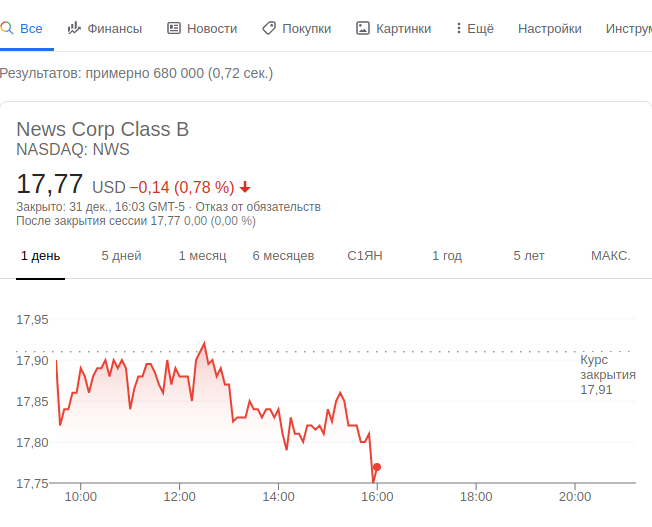 Все Финансы Новости Покупки Картинки Ещё Настройки Инструм
Результатов: примерно 680 000 (0,72 сек.)
News Corp Class B
NASDAQ: NWS
17,77 USD −0,14 (0,78 %)
Закрыто: 31 дек., 16:03 GMT-5 · Отказ от обязательств
После закрытия сессии 17,77 0,00 (0,00 %)
1 день 5 дней 1 месяц 6 месяцев С1ЯН 1 год 5 лет МАКС.
17,95
17,90
Курс
закрытия
17,91
17,85
17,80
17,75
10:00 12:00 14:00 16:00 18:00 20:00